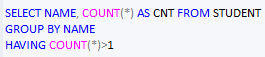 SELECT NAME, COUNT(*) AS CNT FROM STUDENT
GROUP BY NAME
HAVING COUNT(*)>1